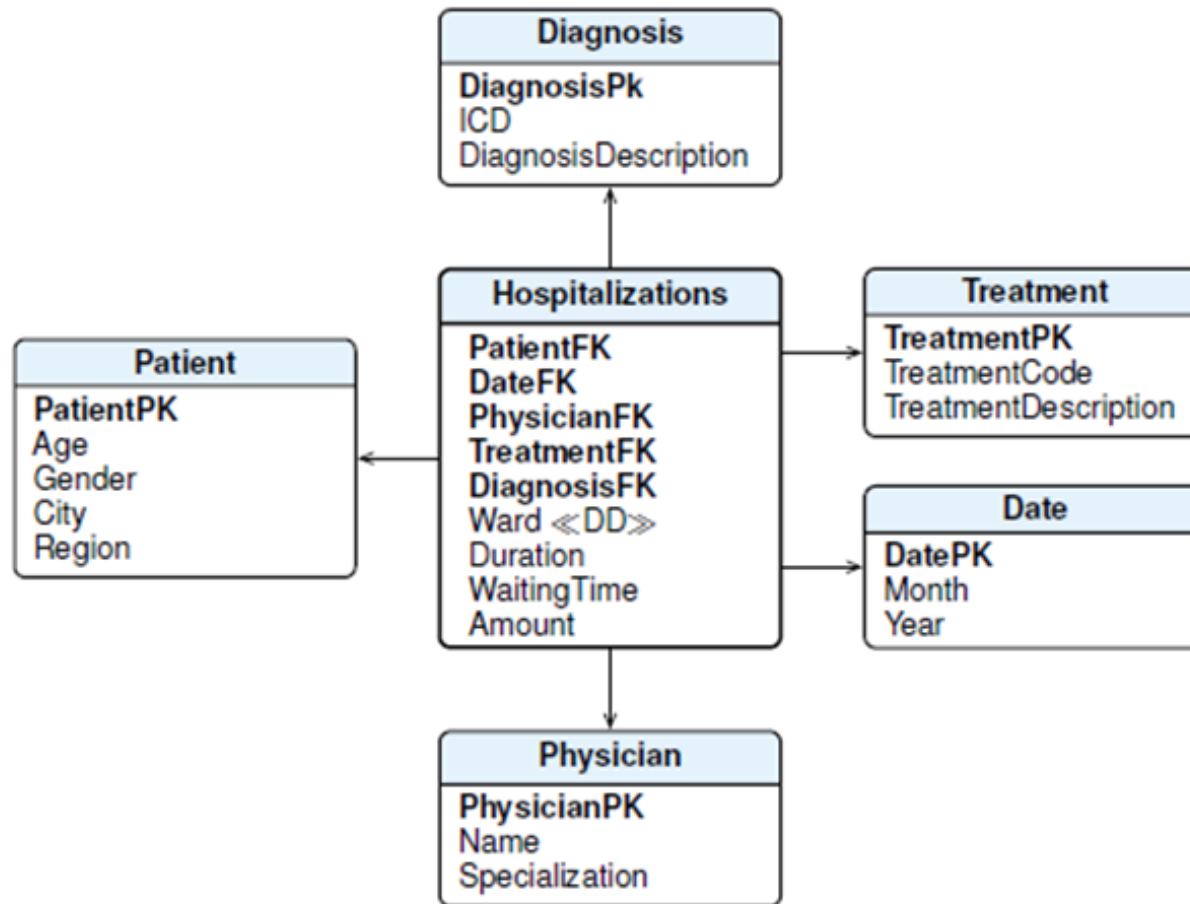 Diagnosis
DiagnosisPk
ICD
DiagnosisDescription
Hospitalizations
PatientFK
DateFK
PhysicianFK
TreatmentFK
DiagnosisFK
Ward ≪DD≫
Duration
WaitingTime
Amount
Treatment
TreatmentPK
TreatmentCode
TreatmentDescription
Patient
PatientPK
Age
Gender
City
Region
Date
DatePK
Month
Year
Physician
PhysicianPK
Name
Specialization